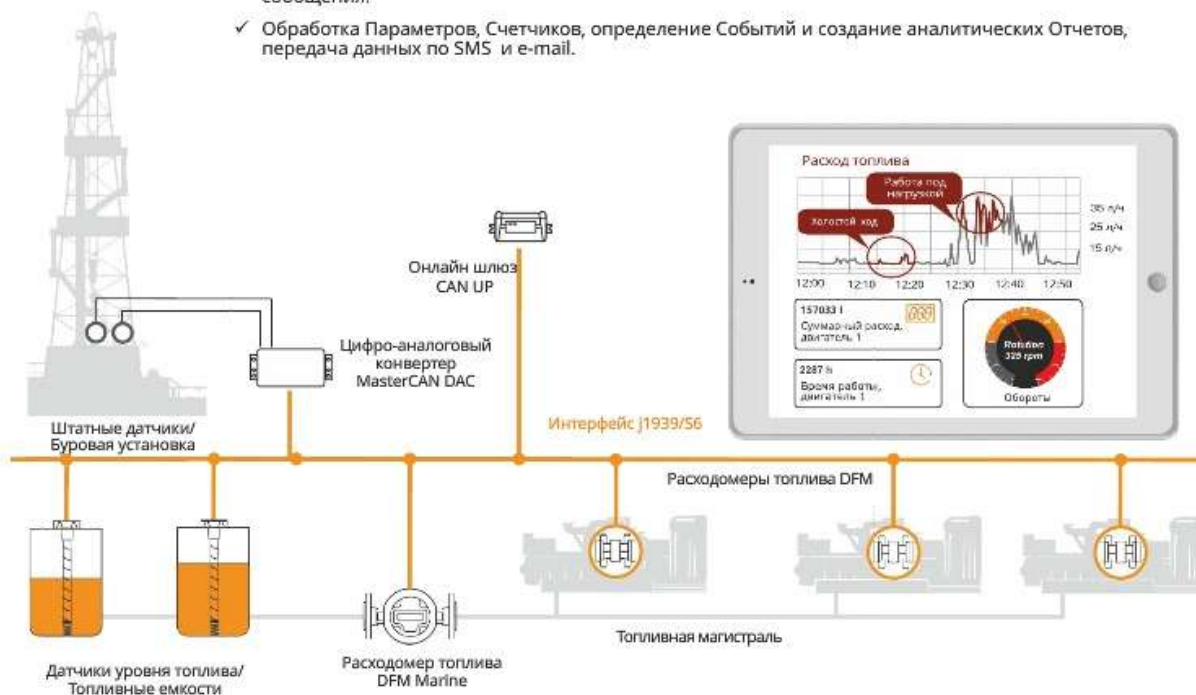 ✓ Обработка Параметров, Счетчиков, определение Событий и создание аналитических Отчетов,
передача данных по SMS и e-mail.
Расход топлива
Работа под
нагрузкой
Холостой ход
35 л/ч
25 л/ч
15 л/ч
12:00 12:10 12:20 12:30 12:40 12:50
157033 l
Суммарный расход,
двигатель 1
2287 h
Время работы,
двигатель 1
Rotation
329 rpm
Обороты
Онлайн шлюз
CAN UP
Цифро-аналоговый
конвертер
MasterCAN DAC
Штатные датчики/
Буровая установка
Интерфейс j1939/S6
Расходомеры топлива DFM
Топливная магистраль
Датчики уровня топлива/
Топливные емкости
Расходомер топлива
DFM Marine